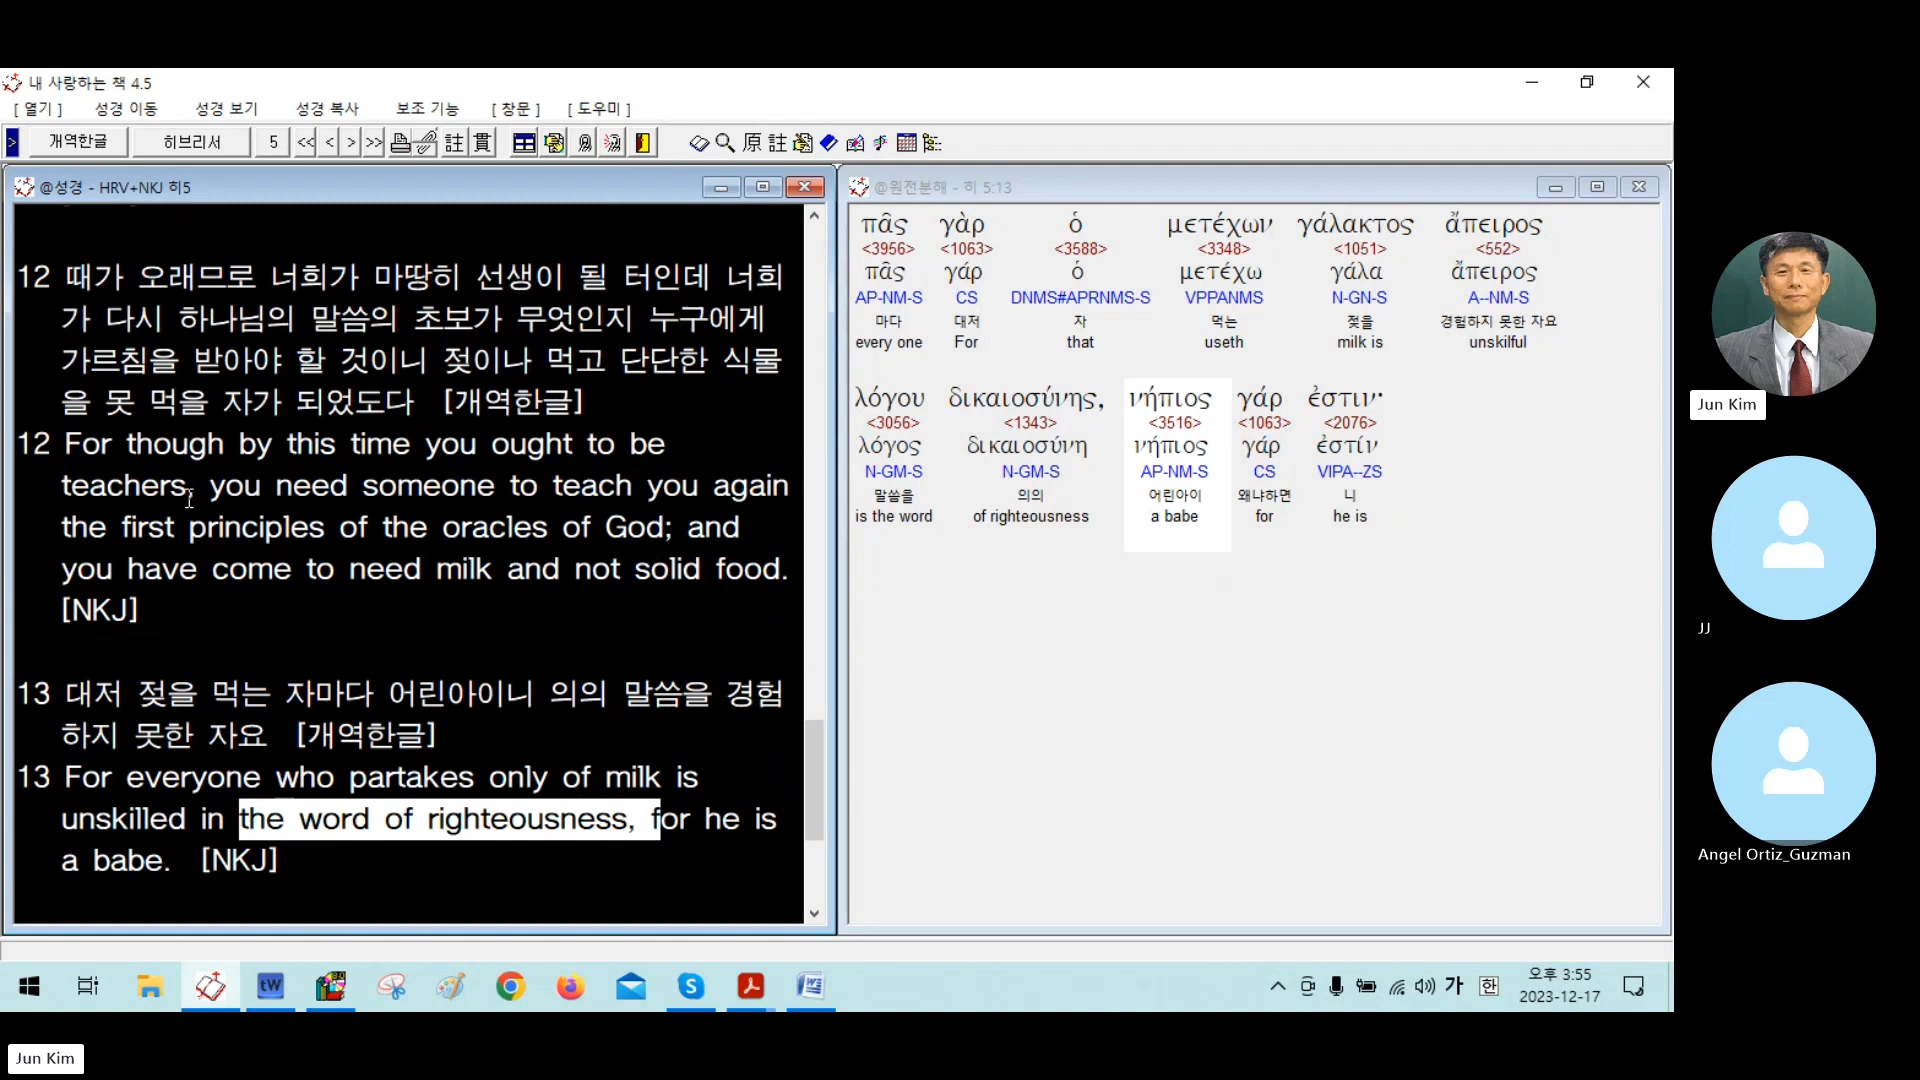 내 사랑하는 책 4.5
[ 열기 ] 성경 이동 성경 보기 성경 복사 보조 기능 [ 창문 ] [ 도우미 ]
> 개역한글 히브리서 5 << < > >> 註 貫 原 註
@성경 - HRV+NKJ 히5
12 때가 오래므로 너희가 마땅히 선생이 될 터인데 너희
가 다시 하나님의 말씀의 초보가 무엇인지 누구에게
가르침을 받아야 할 것이니 젖이나 먹고 단단한 식물
을 못 먹을 자가 되었도다 [개역한글]
12 For though by this time you ought to be
teachers, you need someone to teach you again
the first principles of the oracles of God; and
you have come to need milk and not solid food.
[NKJ]
13 대저 젖을 먹는 자마다 어린아이니 의의 말씀을 경험
하지 못한 자요 [개역한글]
13 For everyone who partakes only of milk is
unskilled in the word of righteousness, for he is
a babe. [NKJ]
@원전분해 - 히 5:13
πᾶς γὰρ ὁ μετέχων γάλακτος ἄπειρος
<3956> <1063> <3588> <3348> <1051> <552>
πᾶς γάρ ὁ μετέχω γάλα ἄπειρος
AP-NM-S CS DNMS#APRNMS-S VPPANMS N-GN-S A--NM-S
마다 대저 자 먹는 젖을 경험하지 못한 자요
every one For that useth milk is unskilful
λόγου δικαιοσύνης, νήπιος γάρ ἐστιν·
<3056> <1343> <3516> <1063> <2076>
λόγος δικαιοσύνη νήπιος γάρ ἐστίν
N-GM-S N-GM-S AP-NM-S CS VIPA--ZS
말씀을 의의 어린아이 왜냐하면 니
is the word of righteousness a babe for he is
Jun Kim
JJ
Angel Ortiz_Guzman
tW S W
가 한 오후 3:55
2023-12-17
Jun Kim